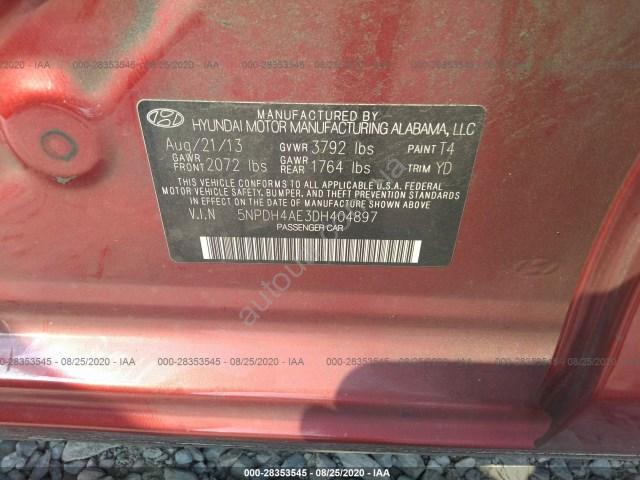 000-28353545 - 08/25/2020 - IAA
MANUFACTURED BY
HYUNDAI MOTOR MANUFACTURING ALABAMA, LLC
Aug/21/13 GVWR 3792 lbs PAINT T4
GAWR FRONT 2072 lbs GAWR REAR 1764 lbs TRIM YD
THIS VEHICLE CONFORMS TO ALL APPLICABLE U.S.A. FEDERAL
MOTOR VEHICLE SAFETY, BUMPER, AND THEFT PREVENTION
STANDARDS IN EFFECT ON THE DATE OF MANUFACTURE SHOWN ABOVE.
V.I.N 5NPDH4AE3DH404897
PASSENGER CAR
000-28353545 - 08/25/2020 - IAA
000-28353545 - 08/25/2020 - IAA